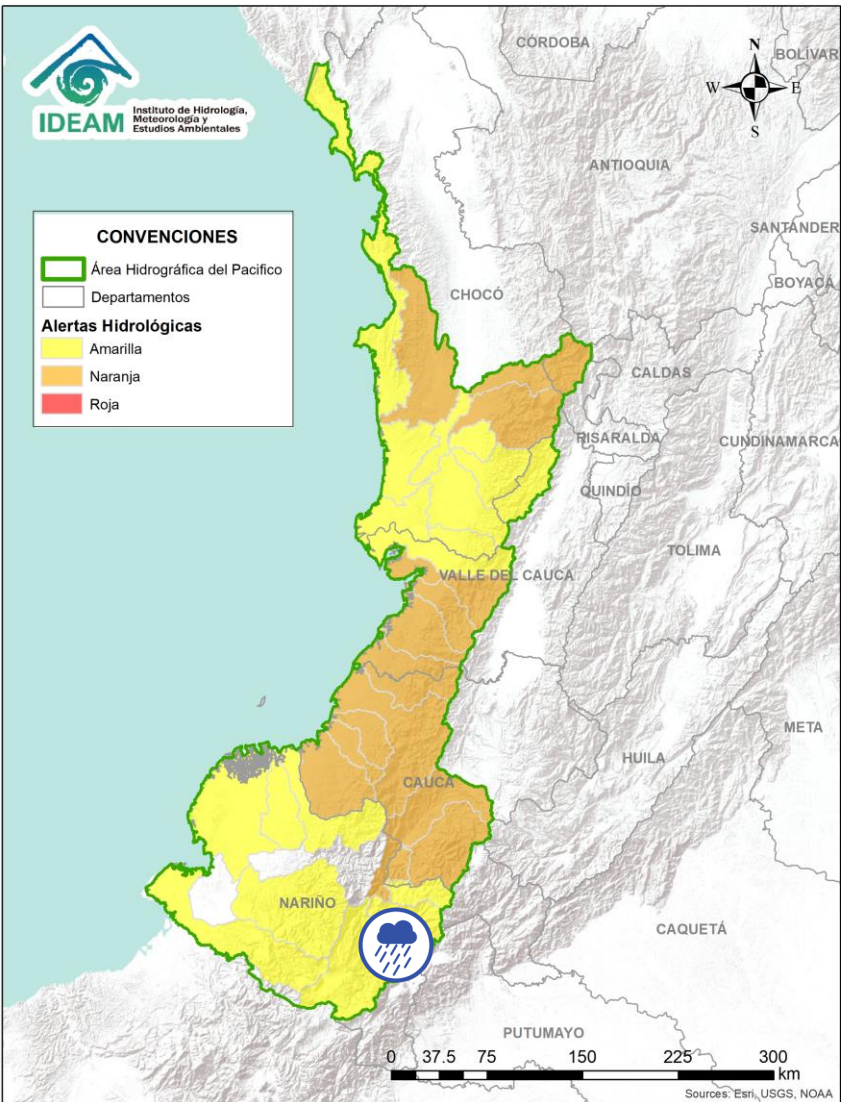 IDEAM
Instituto de Hidrología,
Meteorología y
Estudios Ambientales
N
W
E
S
CÓRDOBA
BOLÍVAR
ANTIOQUIA
SANTANDER
BOYACÁ
CHOCÓ
CONVENCIONES
Área Hidrográfica del Pacifico
Departamentos
Alertas Hidrológicas
Amarilla
Naranja
Roja
CALDAS
RISARALDA
CUNDINAMARCA
QUINDÍO
TOLIMA
VALLE DEL CAUCA
META
HUILA
CAUCA
NARIÑO
CAQUETÁ
PUTUMAYO
0 37.5 75 150 225 300
km
Sources: Esri, USGS, NOAA